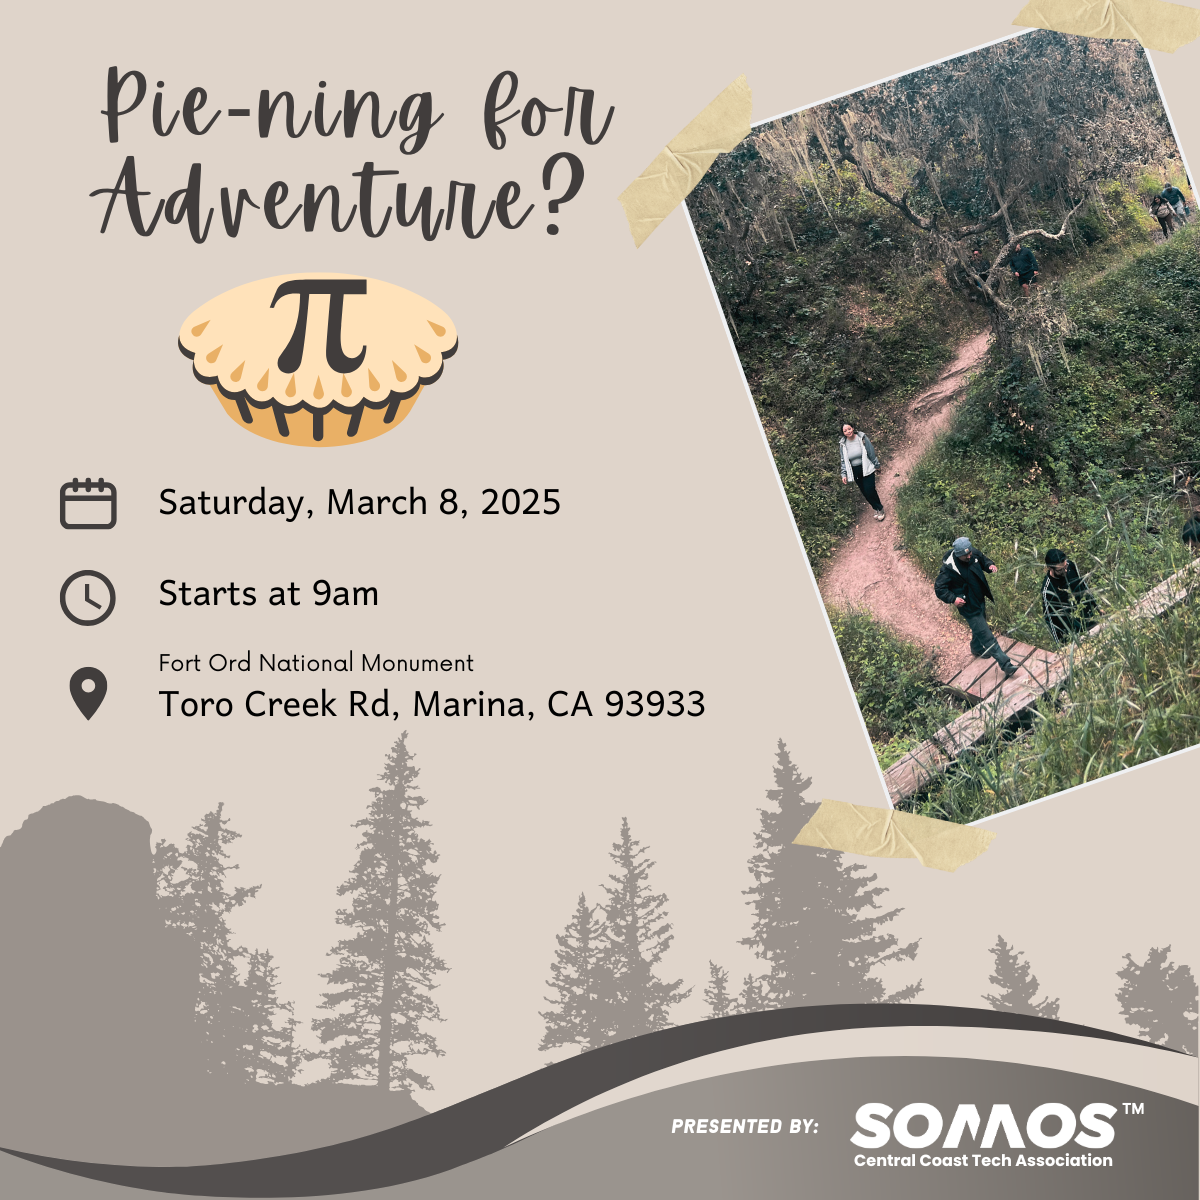 Pie-ning for
Adventure?
π
Saturday, March 8, 2025
Starts at 9am
Fort Ord National Monument
Toro Creek Rd, Marina, CA 93933
PRESENTED BY:
SOMOS™
Central Coast Tech Association